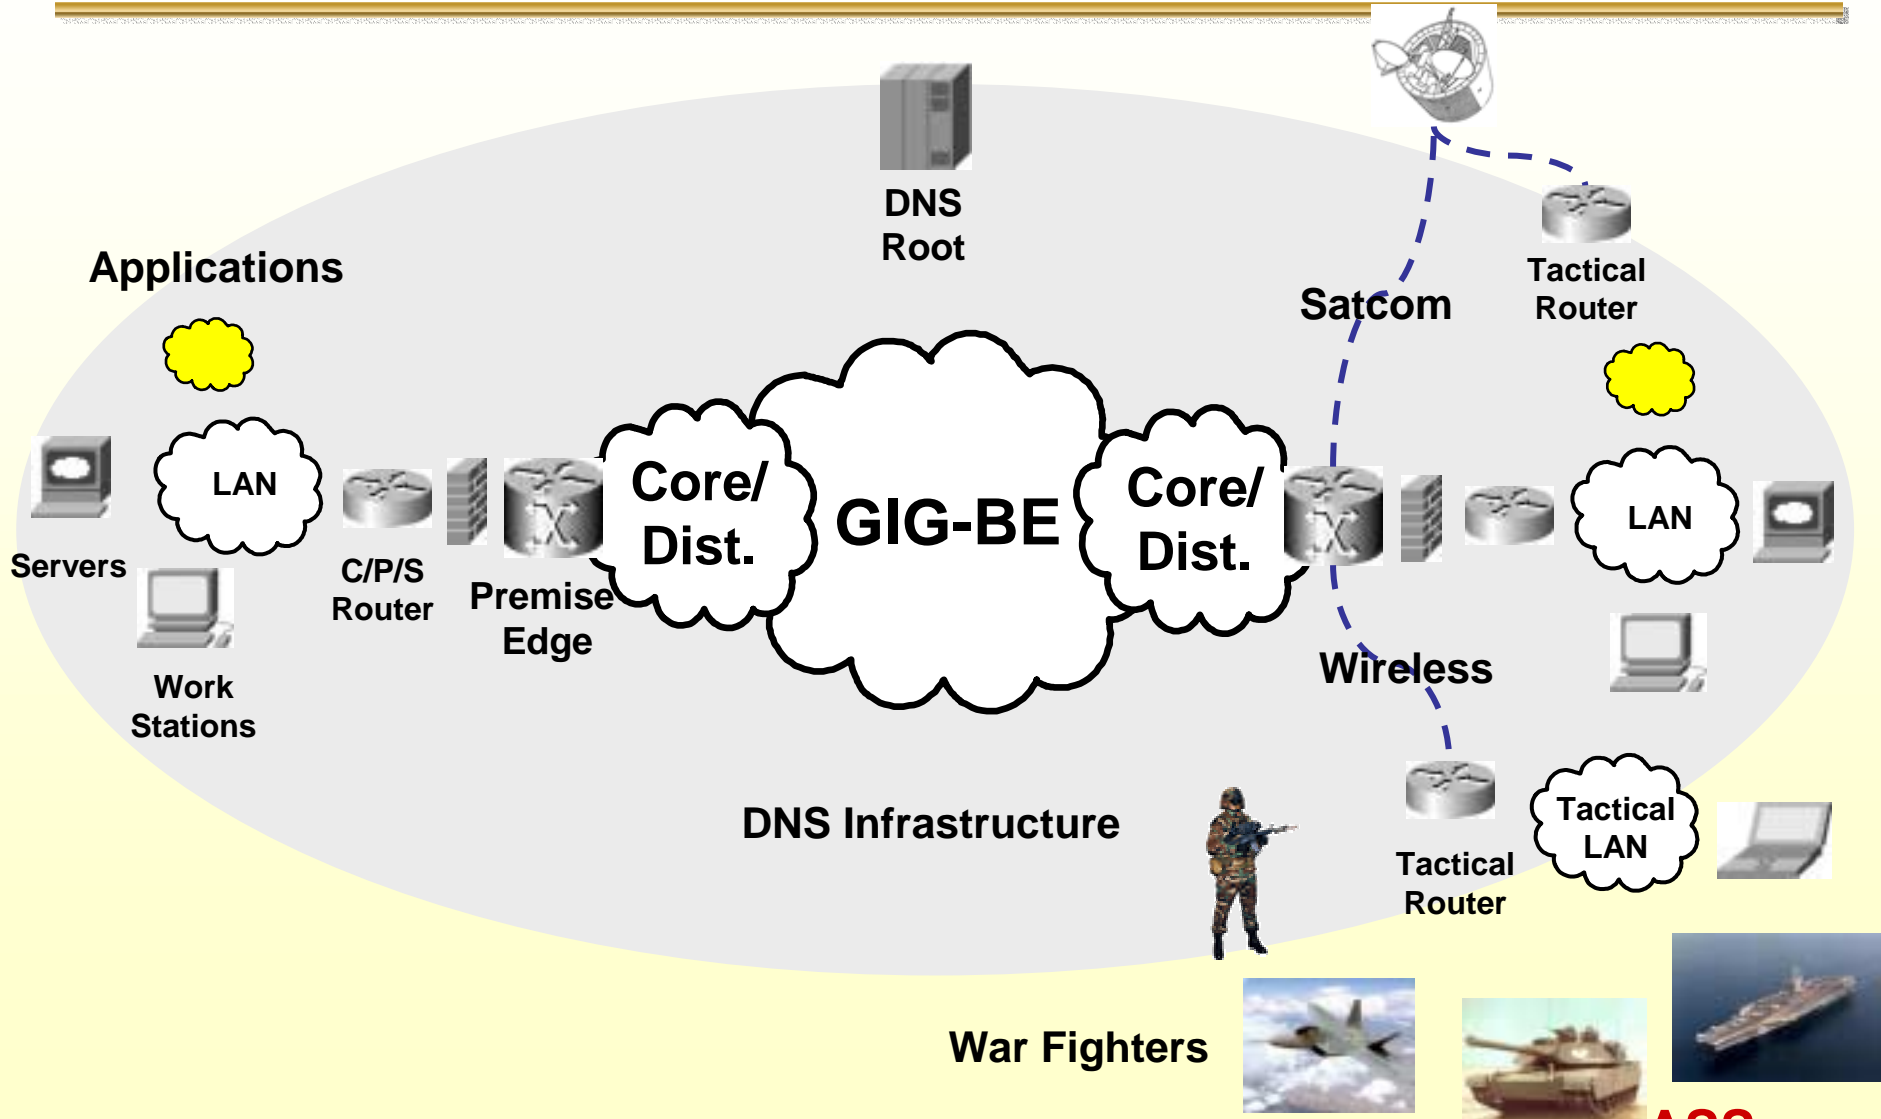 DNS
Root
Applications
Satcom
Tactical
Router
LAN
Core/
Dist.
GIG-BE
Core/
Dist.
LAN
Servers
C/P/S
Router
Premise
Edge
Work
Stations
Wireless
DNS Infrastructure
Tactical
LAN
Tactical
Router
War Fighters